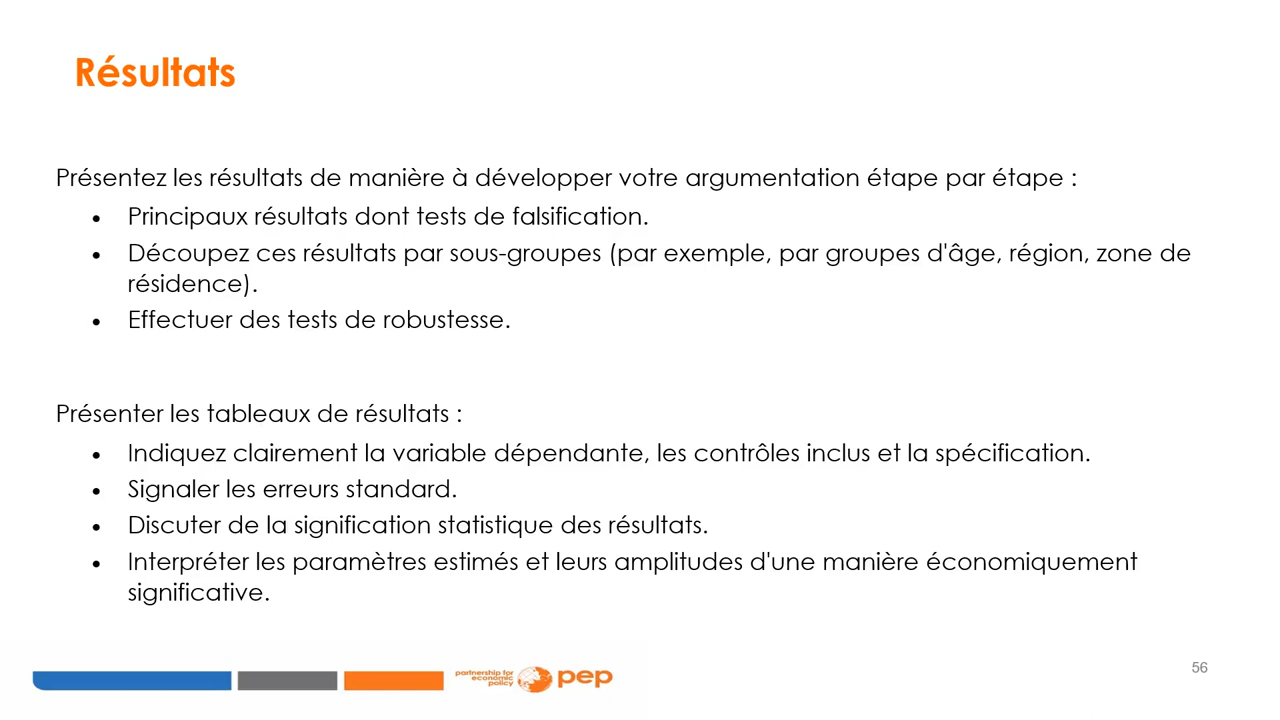 Résultats
Présentez les résultats de manière à développer votre argumentation étape par étape :
• Principaux résultats dont tests de falsification.
• Découpez ces résultats par sous-groupes (par exemple, par groupes d'âge, région, zone de
résidence).
• Effectuer des tests de robustesse.
Présenter les tableaux de résultats :
• Indiquez clairement la variable dépendante, les contrôles inclus et la spécification.
• Signaler les erreurs standard.
• Discuter de la signification statistique des résultats.
• Interpréter les paramètres estimés et leurs amplitudes d'une manière économiquement
significative.
partnership for
economic
policy
pep
56